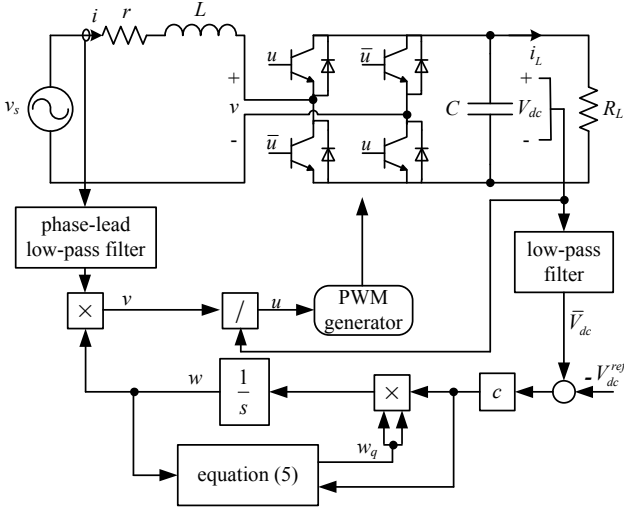 i
r
L
v_s
+
v
-
u
u̅
u̅
u
C
i_L
+
V_dc
-
R_L
phase-lead
low-pass filter
low-pass
filter
×
v
/
u
PWM
generator
V̅_dc
w
1
s
×
c
- V_dc^ref
w_q
equation (5)